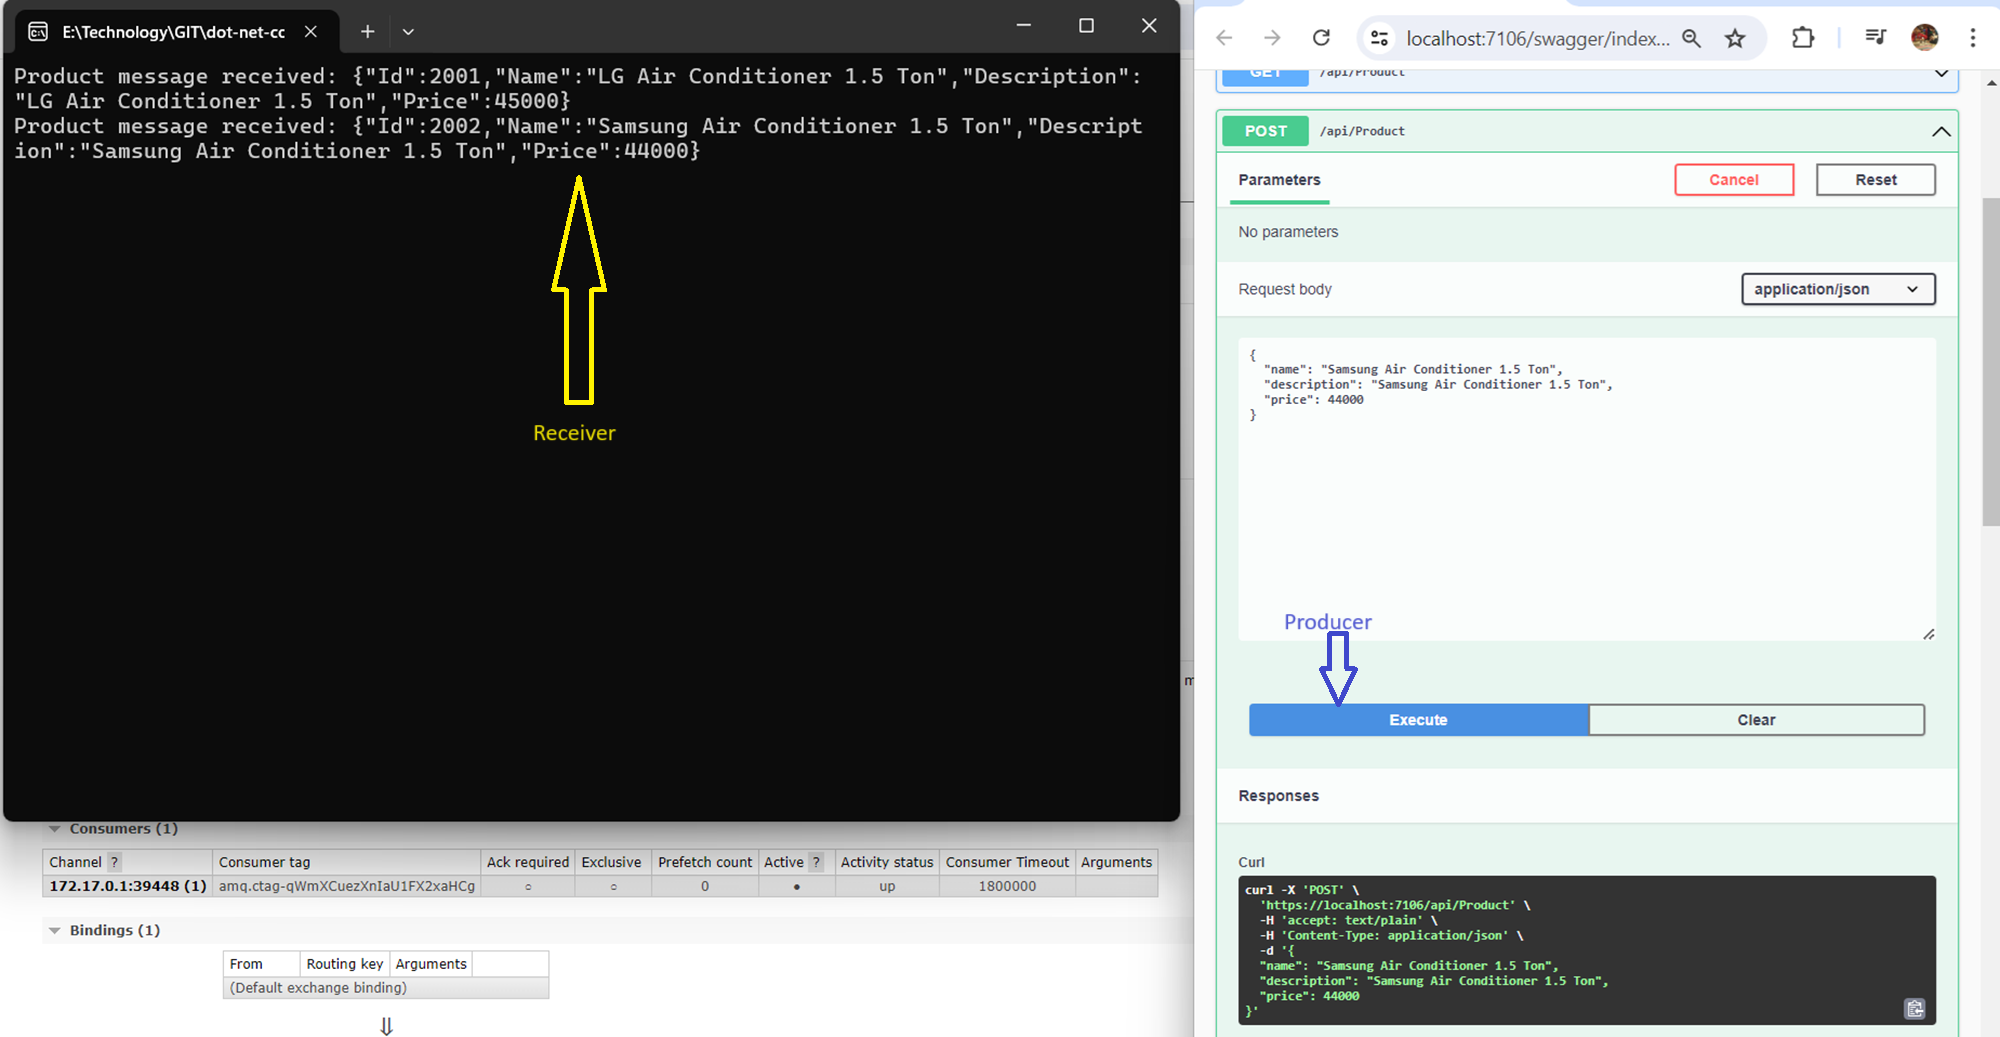 E:\Technology\GIT\dot-net-cc
Product message received: {"Id":2001,"Name":"LG Air Conditioner 1.5 Ton","Description":
"LG Air Conditioner 1.5 Ton","Price":45000}
Product message received: {"Id":2002,"Name":"Samsung Air Conditioner 1.5 Ton","Descript
ion":"Samsung Air Conditioner 1.5 Ton","Price":44000}
Receiver
Consumers (1)
Channel ? Consumer tag Ack required Exclusive Prefetch count Active ? Activity status Consumer Timeout Arguments
172.17.0.1:39448 (1) amq.ctag-qWmXCuezXnIaU1FX2xaHCg ○ ○ 0 ● up 1800000
Bindings (1)
From Routing key Arguments
(Default exchange binding)
⇓
localhost:7106/swagger/index...
GET /api/Product
POST /api/Product
Parameters
Cancel
Reset
No parameters
Request body
application/json
{
"name": "Samsung Air Conditioner 1.5 Ton",
"description": "Samsung Air Conditioner 1.5 Ton",
"price": 44000
}
Producer
Execute
Clear
Responses
Curl
curl -X 'POST' \
'https://localhost:7106/api/Product' \
-H 'accept: text/plain' \
-H 'Content-Type: application/json' \
-d '{
"name": "Samsung Air Conditioner 1.5 Ton",
"description": "Samsung Air Conditioner 1.5 Ton",
"price": 44000
}'